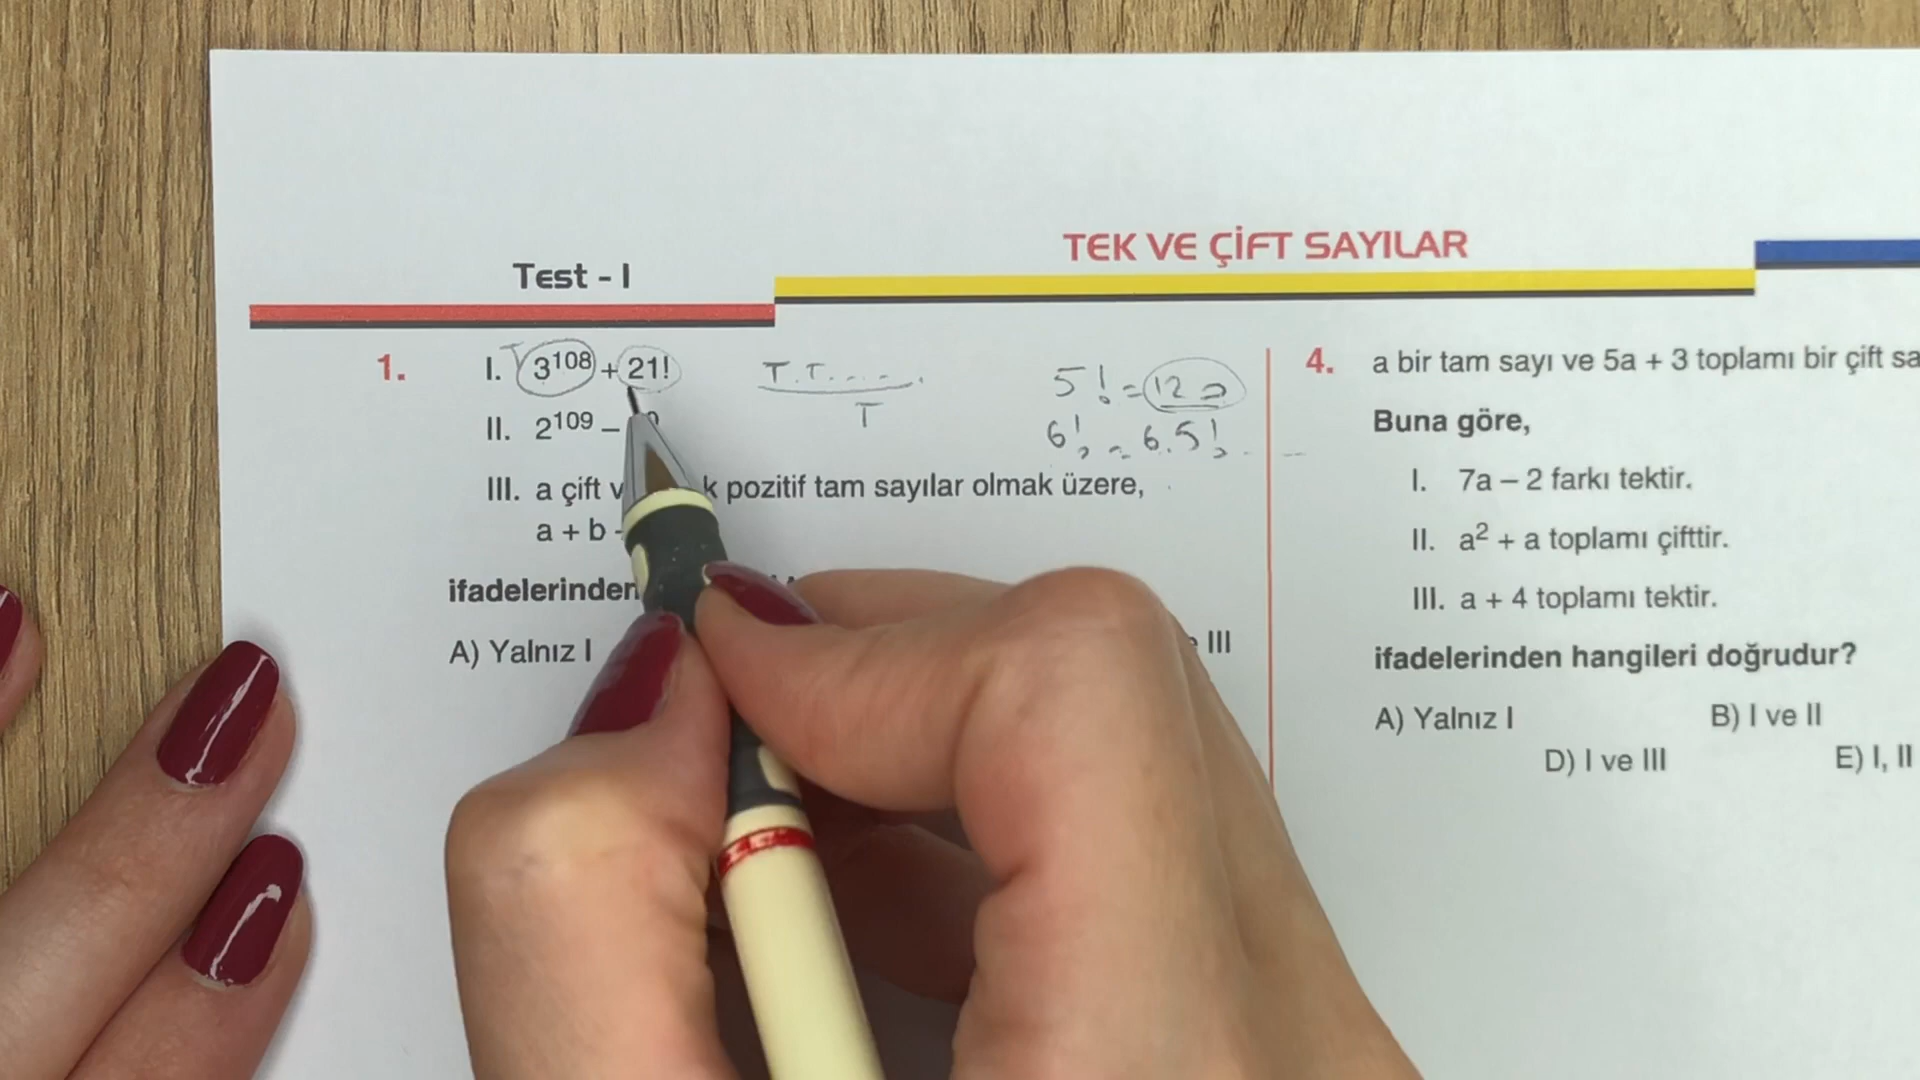 TEK VE ÇİFT SAYILAR
Test - I
1. I. 3¹⁰⁸ + 21!
T
T.T....
T
5! = 120
6! = 6.5!
II. 2¹⁰⁹ –
III. a çift pozitif tam sayılar olmak üzere,
a + b
ifadelerinden
A) Yalnız I
III
4. a bir tam sayı ve 5a + 3 toplamı bir çift
Buna göre,
I. 7a – 2 farkı tektir.
II. a² + a toplamı çifttir.
III. a + 4 toplamı tektir.
ifadelerinden hangileri doğrudur?
A) Yalnız I B) I ve II
D) I ve III E) I, II